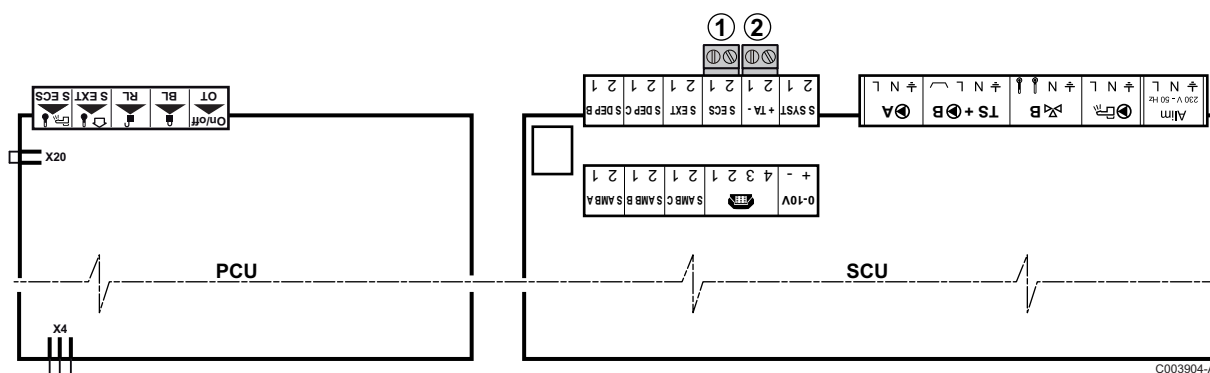 1 2
S ECS S EXT RL BL On/off OT
X20
S DEP B S DEP C S EXT S ECS + TA - S SYST
1 2 1 2 1 2 1 2 1 2 1 2
A TS + B B Alim 230 V - 50 Hz
L N L N N L N L N
1 2 1 2 1 2 1 2 3 4 - +
S AMB A S AMB B S AMB C 0-10V
PCU SCU
X4
C003904-A